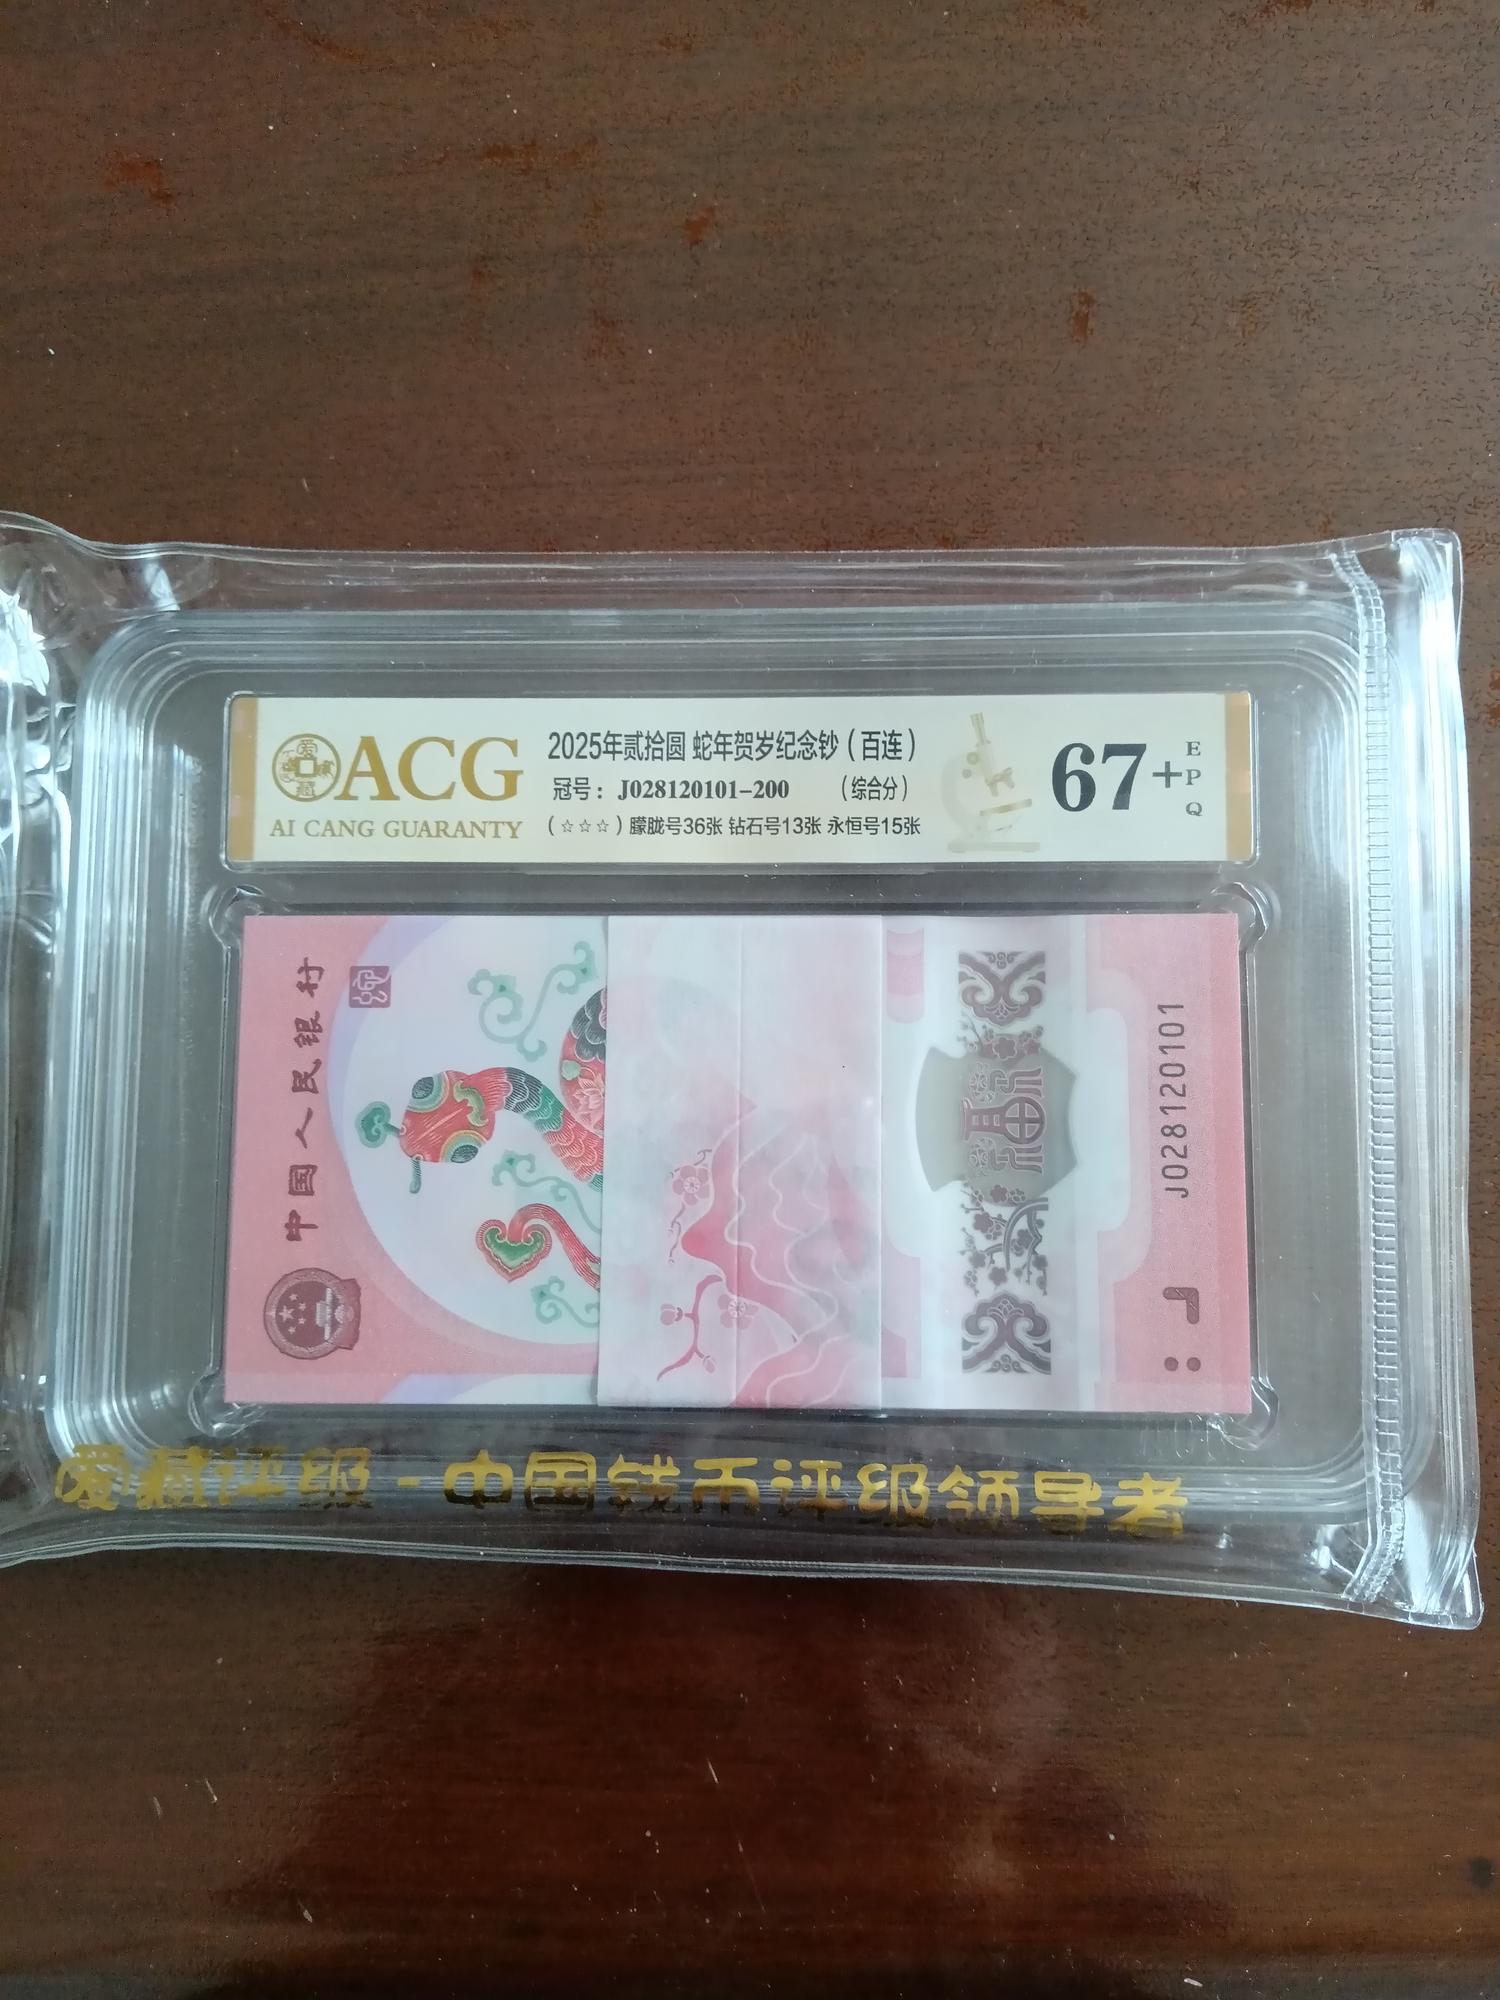 ACG
AI CANG GUARANTY
2025年贰拾圆 蛇年贺岁纪念钞(百连)
冠号: J028120101-200 (综合分)
(☆☆☆)朦胧号36张 钻石号13张 永恒号15张
67+
EPQ
中国人民银行
福
J028120101
爱藏评级-中国钱币评级领导者